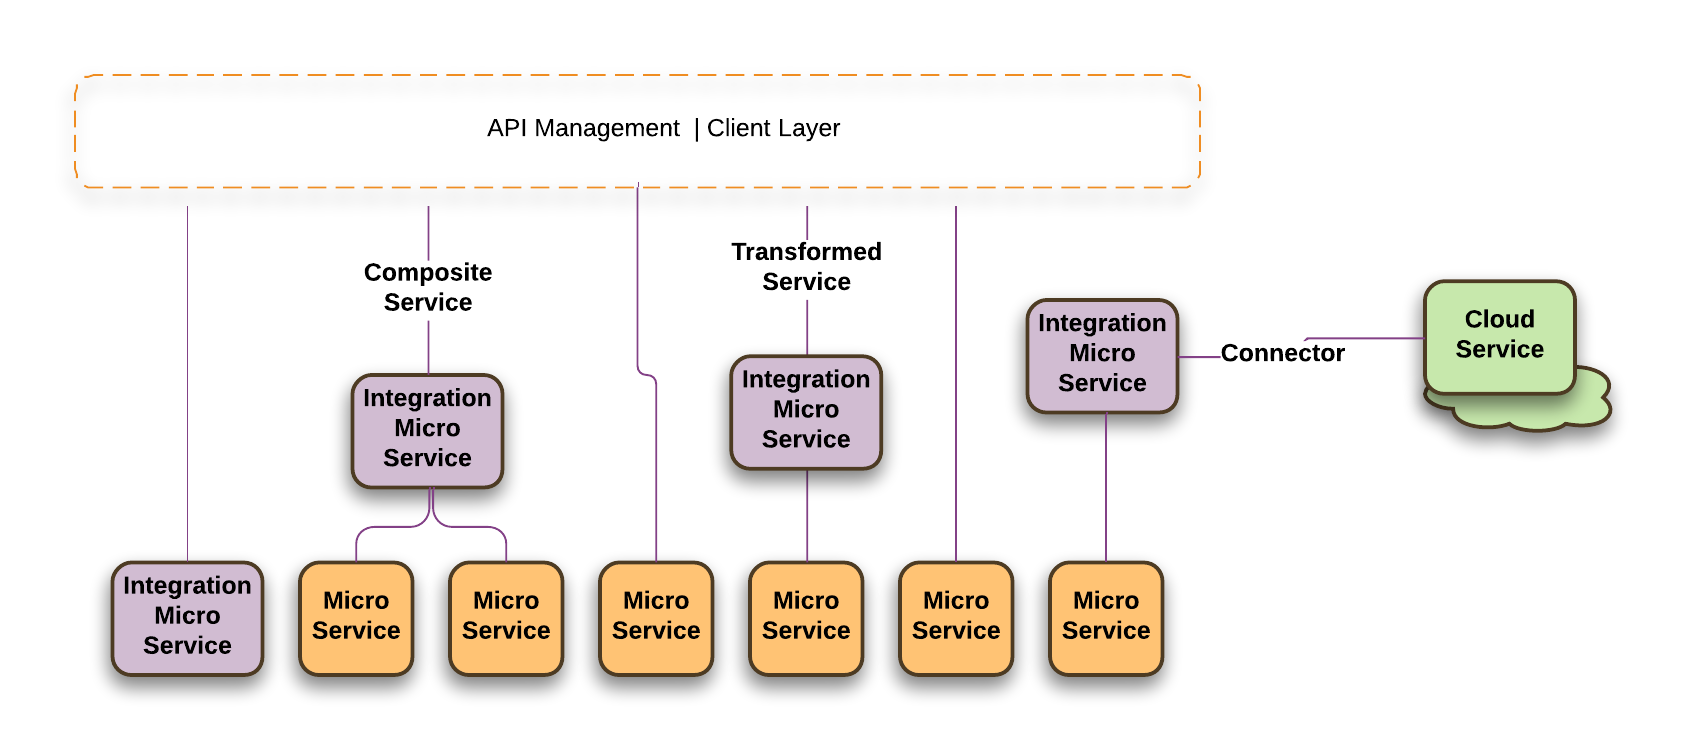 API Management | Client Layer
Composite
Service
Transformed
Service
Integration
Micro
Service
Connector
Cloud
Service
Integration
Micro
Service
Integration
Micro
Service
Integration
Micro
Service
Micro
Service
Micro
Service
Micro
Service
Micro
Service
Micro
Service
Micro
Service